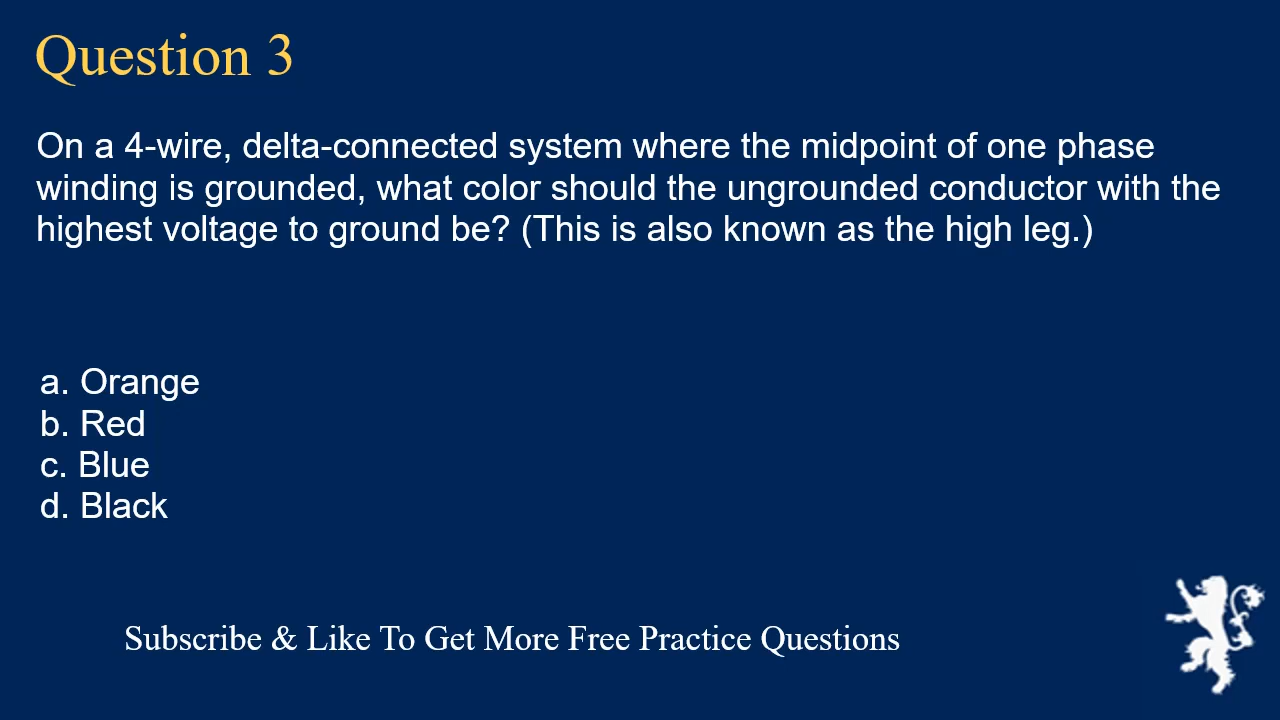 Question 3
On a 4-wire, delta-connected system where the midpoint of one phase
winding is grounded, what color should the ungrounded conductor with the
highest voltage to ground be? (This is also known as the high leg.)
a. Orange
b. Red
c. Blue
d. Black
Subscribe & Like To Get More Free Practice Questions